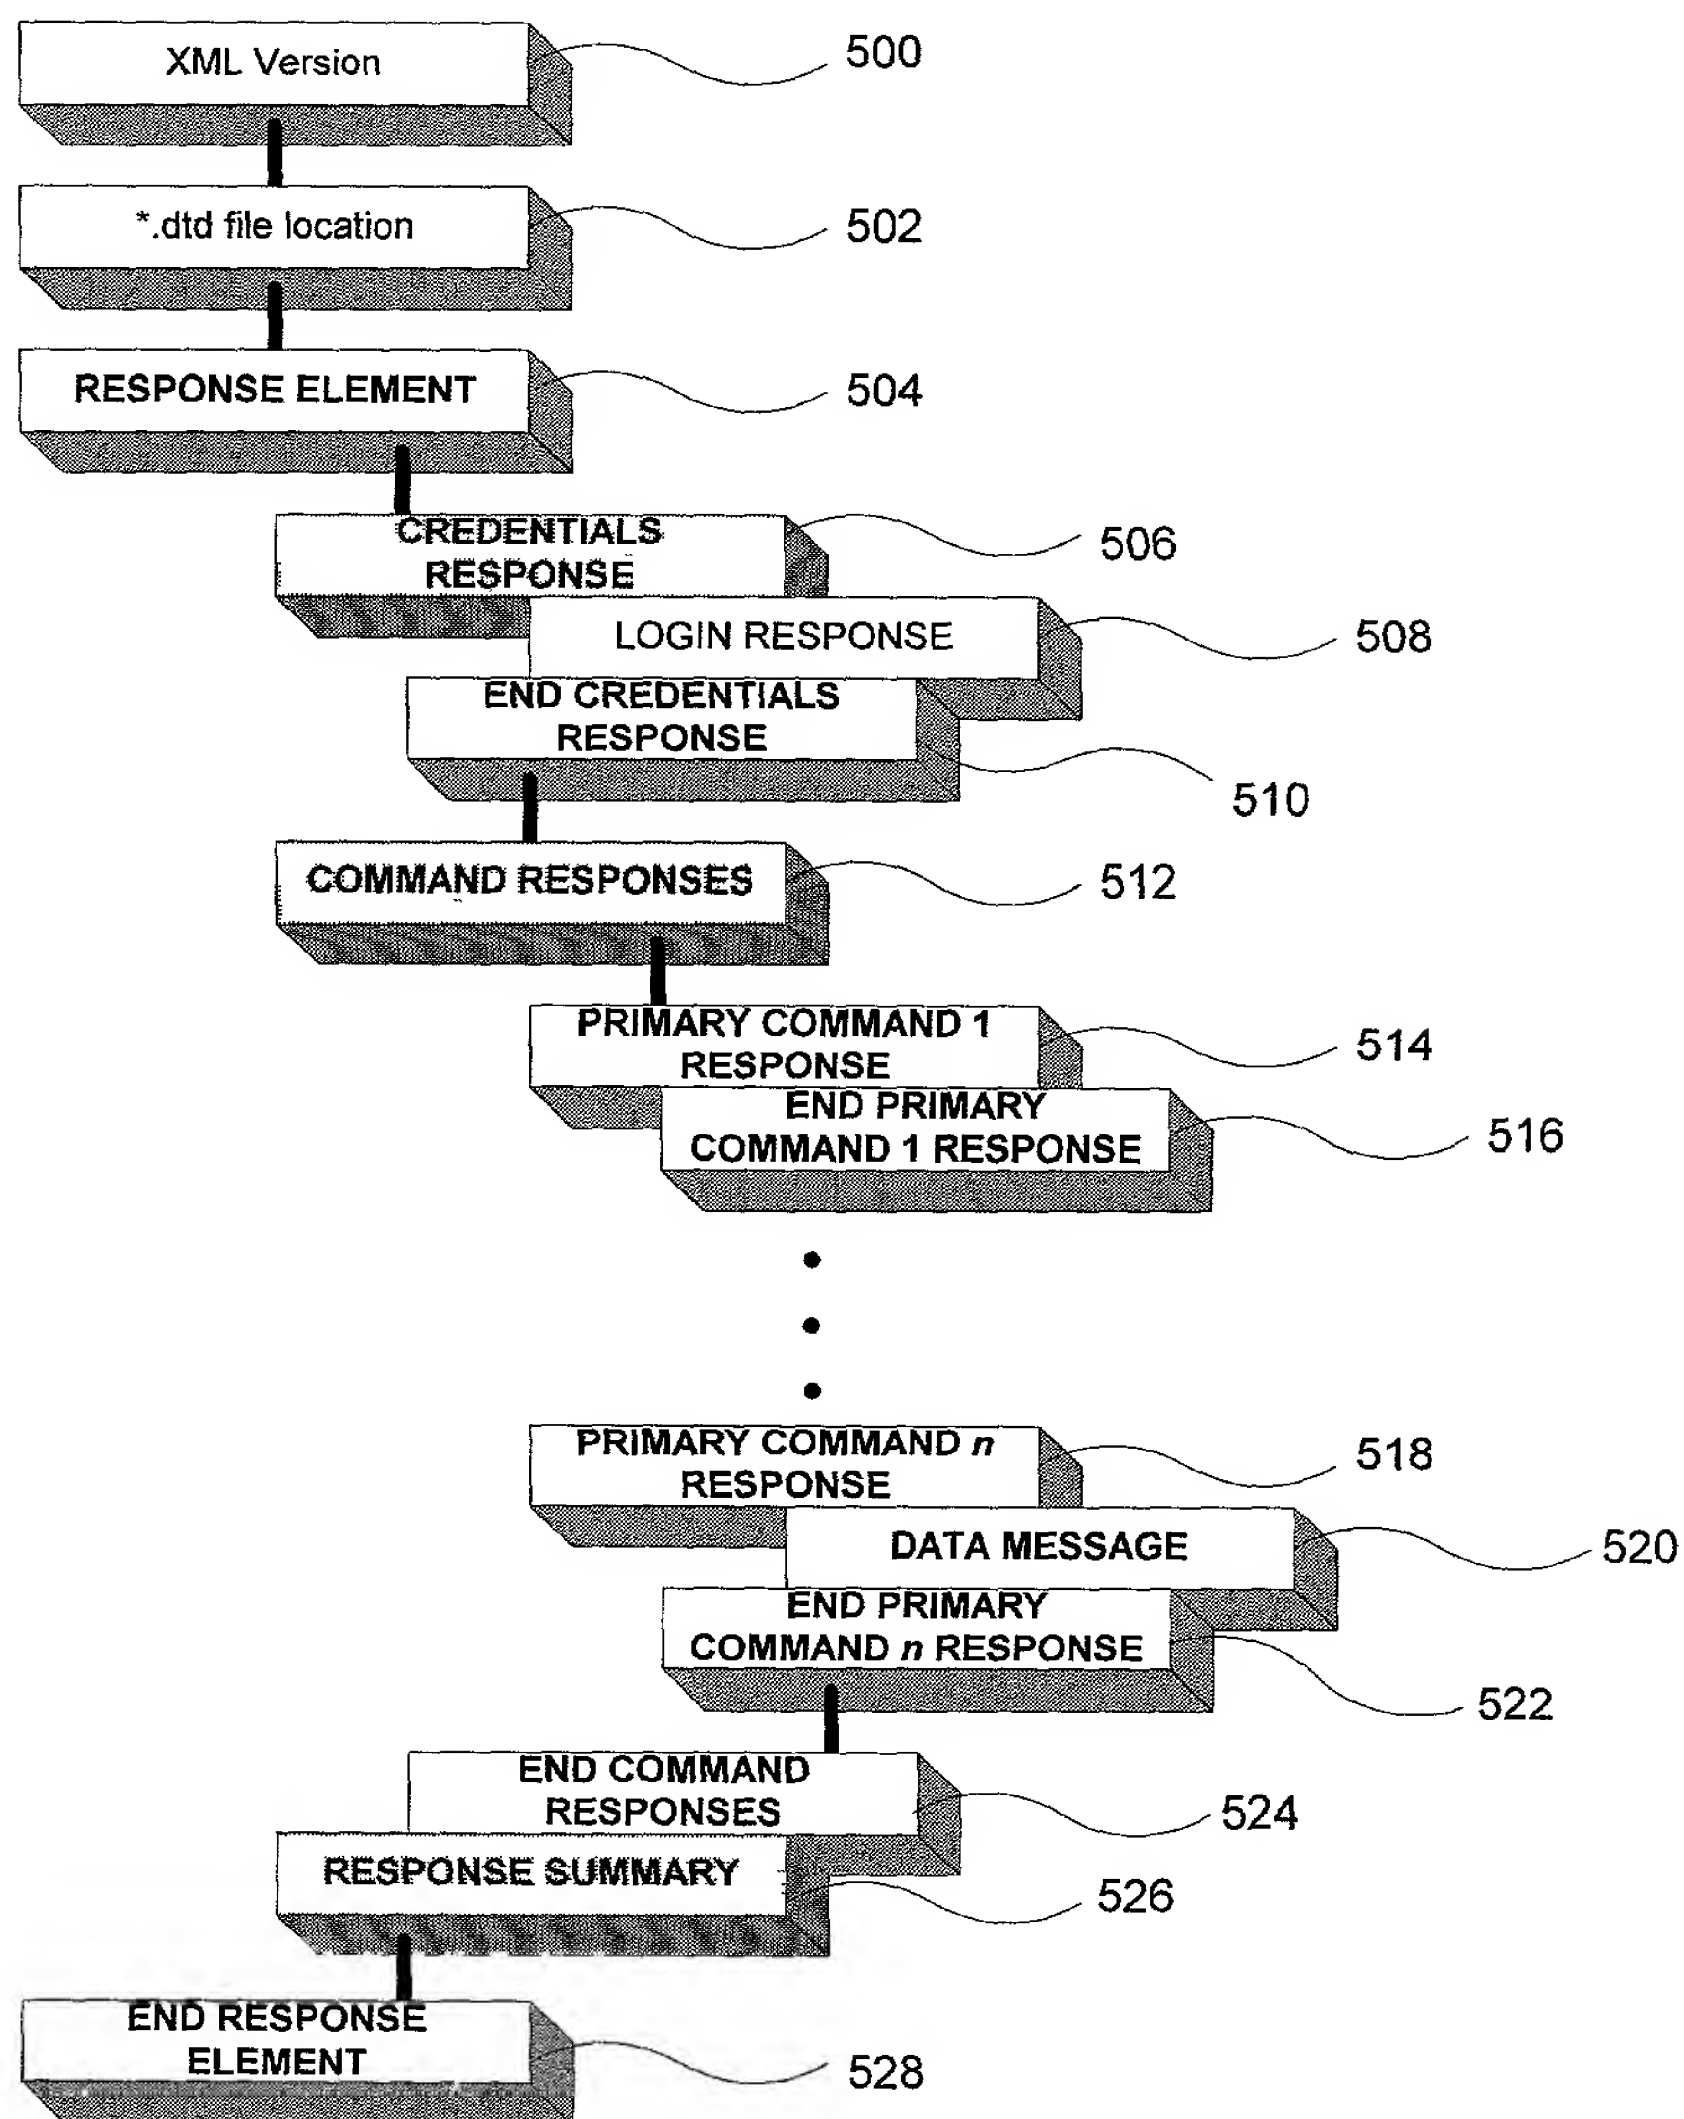 XML Version
500
*.dtd file location
502
RESPONSE ELEMENT
504
CREDENTIALS
RESPONSE
506
LOGIN RESPONSE
508
END CREDENTIALS
RESPONSE
510
COMMAND RESPONSES
512
PRIMARY COMMAND 1
RESPONSE
514
END PRIMARY
COMMAND 1 RESPONSE
516
PRIMARY COMMAND n
RESPONSE
518
DATA MESSAGE
520
END PRIMARY
COMMAND n RESPONSE
522
END COMMAND
RESPONSES
524
RESPONSE SUMMARY
526
END RESPONSE
ELEMENT
528